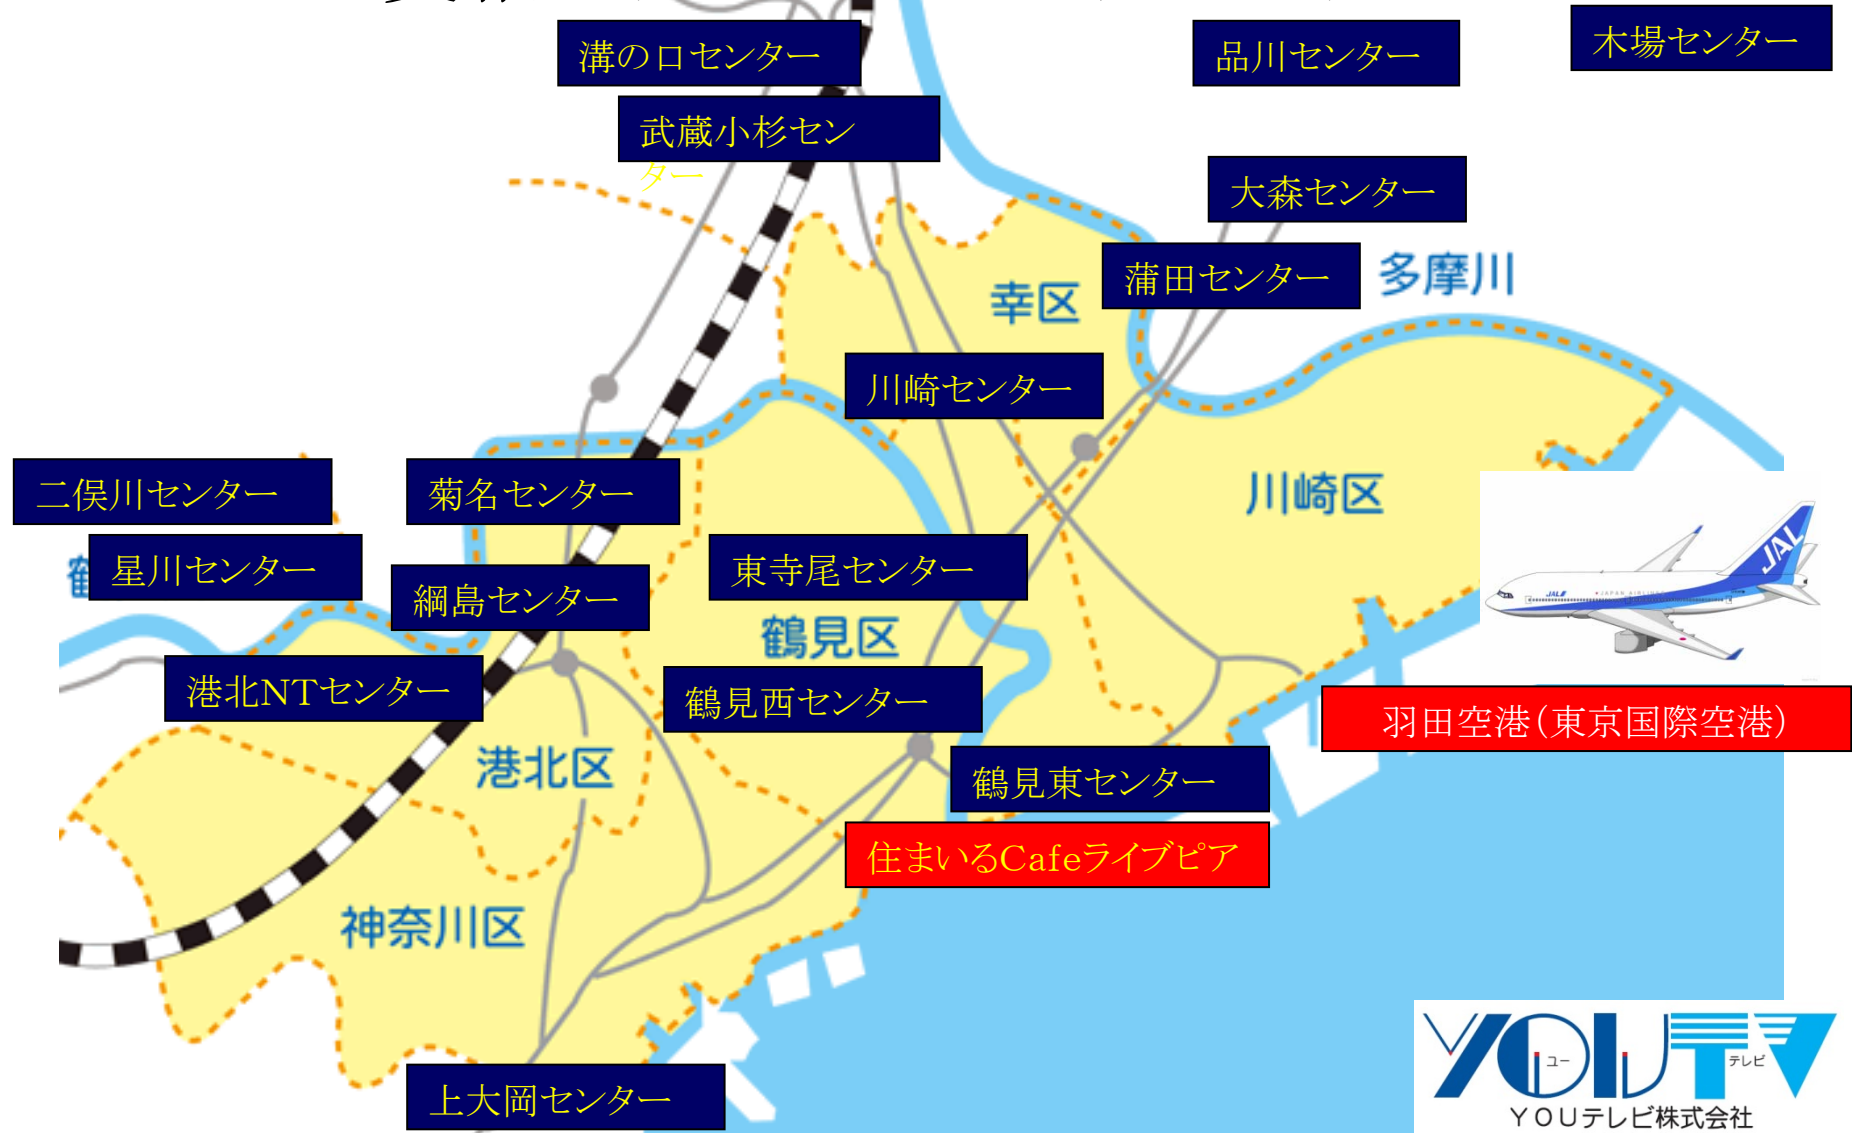 溝の口センター
品川センター
木場センター
武蔵小杉セン
ター
大森センター
蒲田センター
多摩川
幸区
川崎センター
二俣川センター
菊名センター
川崎区
星川センター
綱島センター
東寺尾センター
JAL
JAL
鶴見区
港北NTセンター
鶴見西センター
羽田空港(東京国際空港)
港北区
鶴見東センター
住まいるCafeライブピア
神奈川区
YOUTV
ユー
テレビ
YOUテレビ株式会社
上大岡センター